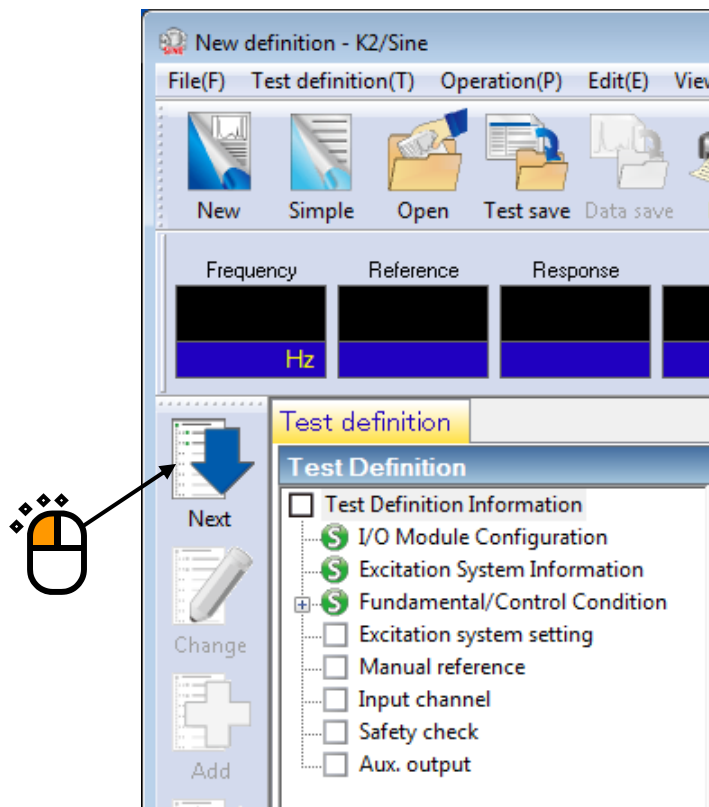 New definition - K2/Sine
File(F) Test definition(T) Operation(P) Edit(E) View
New Simple Open Test save Data save
Frequency Reference Response
Hz
Test definition
Test Definition
Next
Change
Add
Test Definition Information
S I/O Module Configuration
S Excitation System Information
S Fundamental/Control Condition
Excitation system setting
Manual reference
Input channel
Safety check
Aux. output